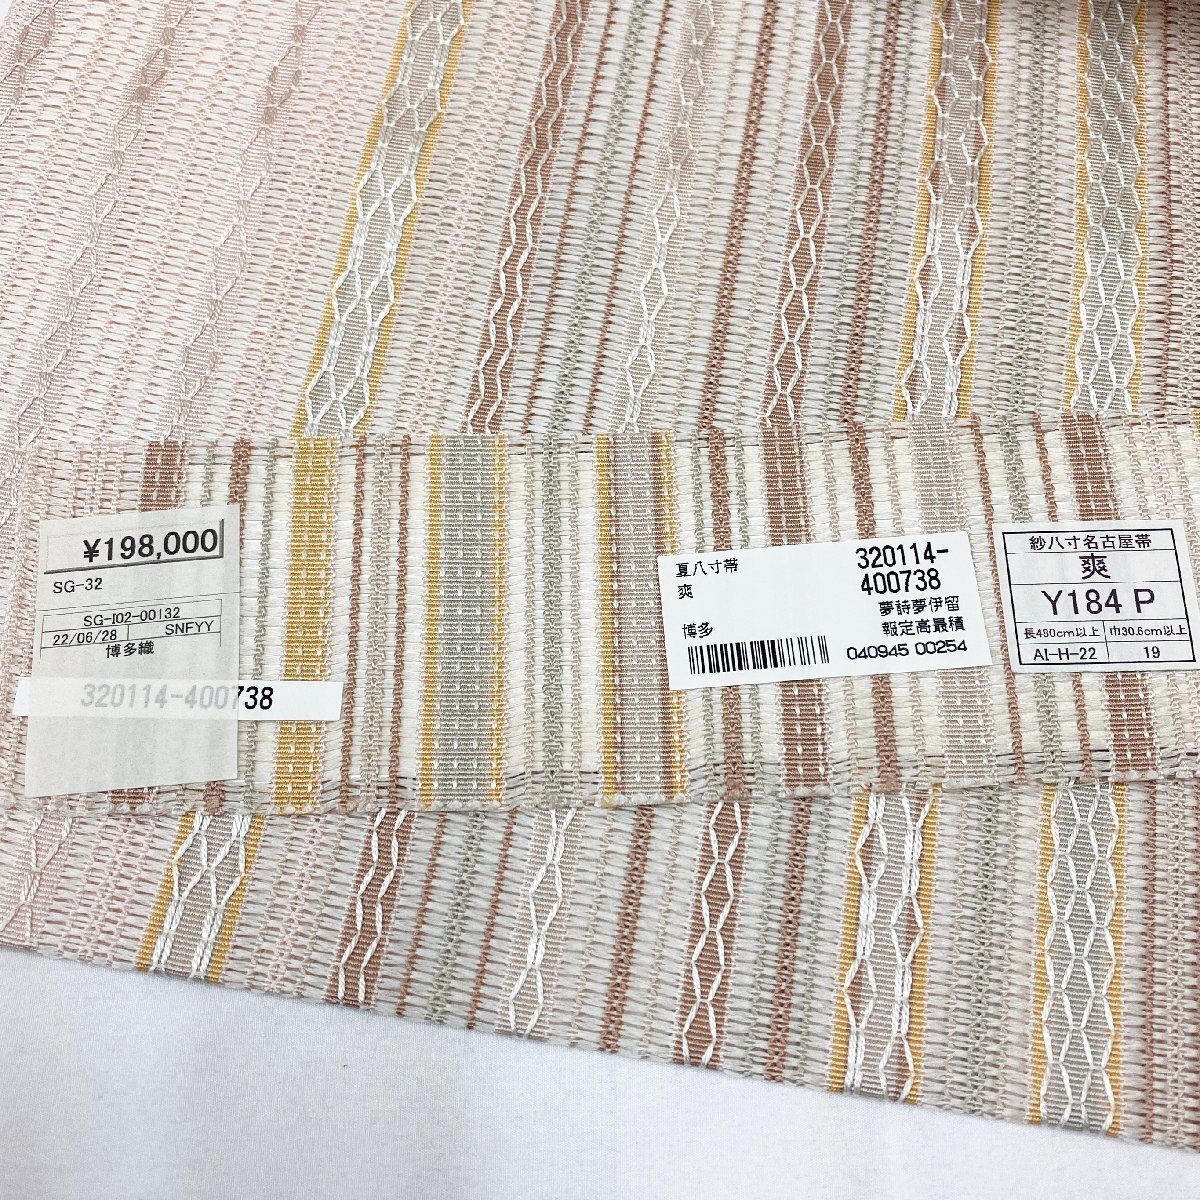 ¥198,000
SG-32
SG-I02-00132
22/06/28 SNFYY
博多織
320114-400738
夏八寸帯
爽
博多
320114-
400738
夢詩夢伊留
報定高最積
040945 00254
紗八寸名古屋帯
爽
Y184 P
長480cm以上 巾30.6cm以上
AI-H-22 19